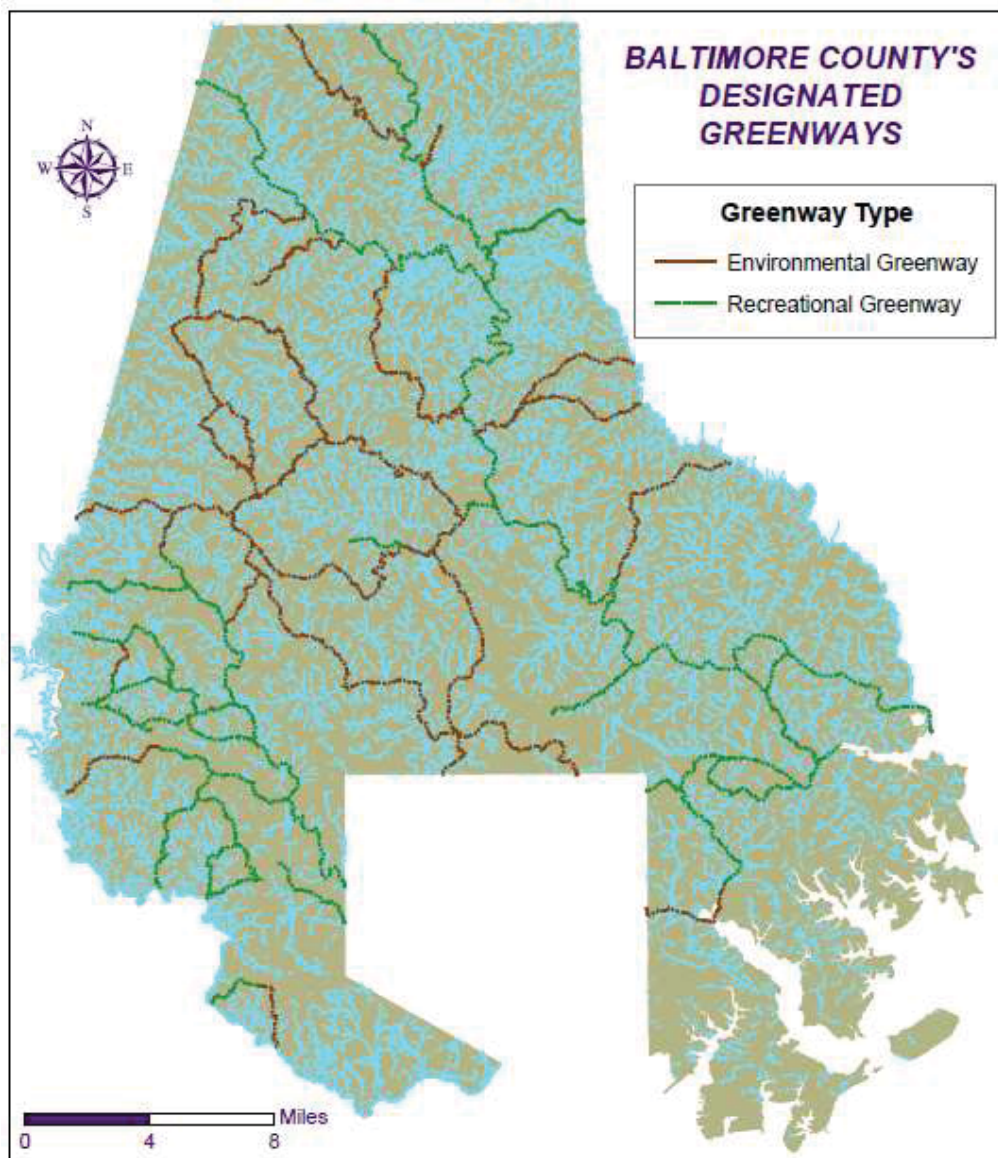 BALTIMORE COUNTY'S
DESIGNATED
GREENWAYS
N
W E
S
Greenway Type
Environmental Greenway
Recreational Greenway
Miles
0 4 8